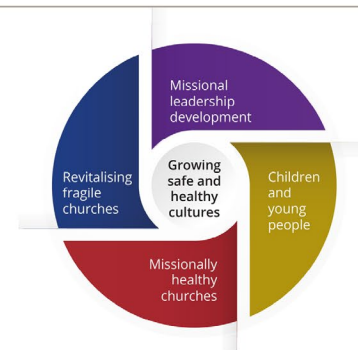 Missional
leadership
development
Revitalising
fragile
churches
Growing
safe and
healthy
cultures
Children
and
young
people
Missionally
healthy
churches